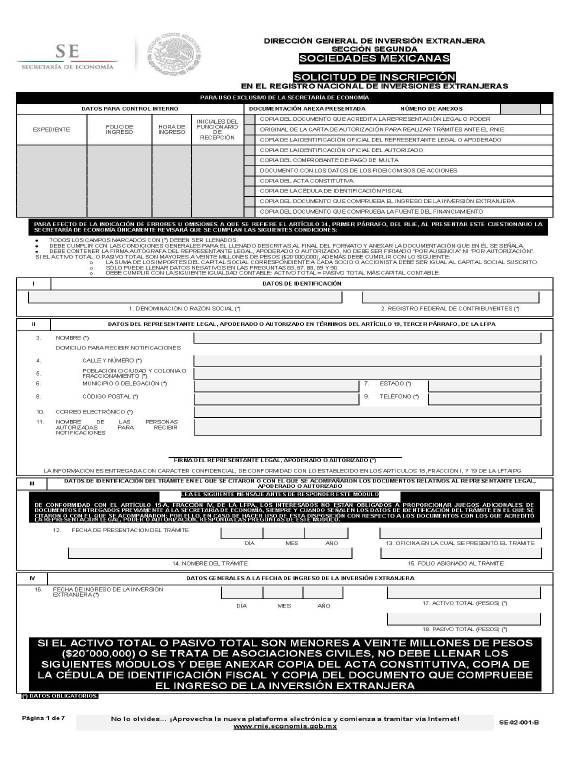 SE
SECRETARÍA DE ECONOMÍA
DIRECCIÓN GENERAL DE INVERSIÓN EXTRANJERA
SECCIÓN SEGUNDA
SOCIEDADES MEXICANAS
SOLICITUD DE INSCRIPCIÓN
EN EL REGISTRO NACIONAL DE INVERSIONES EXTRANJERAS
PARA USO EXCLUSIVO DE LA SECRETARÍA DE ECONOMÍA
DATOS PARA CONTROL INTERNO
DOCUMENTACIÓN ANEXA PRESENTADA
NÚMERO DE ANEXOS
EXPEDIENTE
FOLIO DE
INGRESO
HORA DE
INGRESO
INICIALES DEL
FUNCIONARIO
DE
RECEPCIÓN
COPIA DEL DOCUMENTO QUE ACREDITA LA REPRESENTACIÓN LEGAL O PODER
ORIGINAL DE LA CARTA DE AUTORIZACIÓN PARA REALIZAR TRÁMITES ANTE EL RNIE
COPIA DE LA IDENTIFICACIÓN OFICIAL DEL REPRESENTANTE LEGAL O APODERADO
COPIA DE LA IDENTIFICACIÓN OFICIAL DEL AUTORIZADO
COPIA DEL COMPROBANTE DE PAGO DE MULTA
DOCUMENTO CON LOS DATOS DE LOS FIDEICOMISOS DE ACCIONES
COPIA DEL ACTA CONSTITUTIVA
COPIA DE LA CÉDULA DE IDENTIFICACIÓN FISCAL
COPIA DEL DOCUMENTO QUE COMPRUEBA EL INGRESO DE LA INVERSIÓN EXTRANJERA
COPIA DEL DOCUMENTO QUE COMPRUEBA LA FUENTE DEL FINANCIAMIENTO
PARA EFECTO DE LA INDICACIÓN DE ERRORES U OMISIONES A QUE SE REFIERE EL ARTÍCULO 34, PRIMER PÁRRAFO, DEL RLIE, AL PRESENTAR ESTE CUESTIONARIO LA
SECRETARÍA DE ECONOMÍA ÚNICAMENTE REVISARÁ QUE SE CUMPLAN LAS SIGUIENTES CONDICIONES:
• TODOS LOS CAMPOS MARCADOS CON (*) DEBEN SER LLENADOS.
• DEBE CUMPLIR CON LAS CONDICIONES GENERALES PARA EL LLENADO DESCRITAS AL FINAL DEL FORMATO Y ANEXAR LA DOCUMENTACIÓN QUE EN ÉL SE SEÑALA.
• DEBE CONTENER LA FIRMA AUTÓGRAFA DEL REPRESENTANTE LEGAL, APODERADO O AUTORIZADO. NO DEBE SER FIRMADO "POR AUSENCIA" NI "POR AUTORIZACIÓN".
SI EL ACTIVO TOTAL O PASIVO TOTAL SON MAYORES A VEINTE MILLONES DE PESOS ($20'000,000), ADEMÁS DEBE CUMPLIR CON LO SIGUIENTE:
o LA SUMA DE LOS IMPORTES DEL CAPITAL SOCIAL CORRESPONDIENTE A CADA SOCIO O ACCIONISTA DEBE SER IGUAL AL CAPITAL SOCIAL SUSCRITO.
o SÓLO PUEDE LLENAR DATOS NEGATIVOS EN LAS PREGUNTAS 85, 87, 88, 89 Y 90.
o DEBE CUMPLIR CON LA SIGUIENTE IGUALDAD CONTABLE: ACTIVO TOTAL = PASIVO TOTAL MÁS CAPITAL CONTABLE.
I DATOS DE IDENTIFICACIÓN
1. DENOMINACIÓN O RAZÓN SOCIAL (*)
2. REGISTRO FEDERAL DE CONTRIBUYENTES (*)
II DATOS DEL REPRESENTANTE LEGAL, APODERADO O AUTORIZADO EN TÉRMINOS DEL ARTÍCULO 19, TERCER PÁRRAFO, DE LA LFPA
3. NOMBRE (*)
DOMICILIO PARA RECIBIR NOTIFICACIONES
4. CALLE Y NÚMERO (*)
5. POBLACIÓN O CIUDAD Y COLONIA O
FRACCIONAMIENTO (*)
6. MUNICIPIO O DELEGACIÓN (*)
7. ESTADO (*)
8. CÓDIGO POSTAL (*)
9. TELÉFONO (*)
10. CORREO ELECTRÓNICO (*)
11. NOMBRE DE LAS PERSONAS
AUTORIZADAS PARA RECIBIR
NOTIFICACIONES
FIRMA DEL REPRESENTANTE LEGAL, APODERADO O AUTORIZADO (*)
LA INFORMACIÓN ES ENTREGADA CON CARÁCTER CONFIDENCIAL, DE CONFORMIDAD CON LO ESTABLECIDO EN LOS ARTÍCULOS 18, FRACCIÓN I, Y 19 DE LA LFTAIPG
III DATOS DE IDENTIFICACIÓN DEL TRÁMITE EN EL QUE SE CITARON O CON EL QUE SE ACOMPAÑARON LOS DOCUMENTOS RELATIVOS AL REPRESENTANTE LEGAL,
APODERADO O AUTORIZADO
LEA EL SIGUIENTE MENSAJE ANTES DE RESPONDER ESTE MÓDULO
DE CONFORMIDAD CON EL ARTÍCULO 15-A, FRACCIÓN IV, DE LA LFPA, LOS INTERESADOS NO ESTÁN OBLIGADOS A PROPORCIONAR JUEGOS ADICIONALES DE
DOCUMENTOS ENTREGADOS PREVIAMENTE A LA SECRETARÍA DE ECONOMÍA, SIEMPRE Y CUANDO SEÑALEN LOS DATOS DE IDENTIFICACIÓN DEL TRÁMITE EN EL QUE SE
CITARON O CON EL QUE SE ACOMPAÑARON; POR ELLO, EN CASO DE HACER USO DE ESTA DISPOSICIÓN CON RESPECTO A LOS DOCUMENTOS CON LOS QUE ACREDITÓ
LA REPRESENTACIÓN LEGAL, PODER O AUTORIZACIÓN, RESPONDA LAS PREGUNTAS DE ESTE MÓDULO.
12. FECHA DE PRESENTACIÓN DEL TRÁMITE
DÍA MES AÑO
13. OFICINA EN LA CUAL SE PRESENTÓ EL TRÁMITE
14. NOMBRE DEL TRÁMITE
15. FOLIO ASIGNADO AL TRÁMITE
IV DATOS GENERALES A LA FECHA DE INGRESO DE LA INVERSIÓN EXTRANJERA
16. FECHA DE INGRESO DE LA INVERSIÓN
EXTRANJERA (*)
DÍA MES AÑO
17. ACTIVO TOTAL (PESOS) (*)
18. PASIVO TOTAL (PESOS) (*)
SI EL ACTIVO TOTAL O PASIVO TOTAL SON MENORES A VEINTE MILLONES DE PESOS
($20'000,000) O SE TRATA DE ASOCIACIONES CIVILES, NO DEBE LLENAR LOS
SIGUIENTES MÓDULOS Y DEBE ANEXAR COPIA DEL ACTA CONSTITUTIVA, COPIA DE
LA CÉDULA DE IDENTIFICACIÓN FISCAL Y COPIA DEL DOCUMENTO QUE COMPRUEBE
EL INGRESO DE LA INVERSIÓN EXTRANJERA
(*) DATOS OBLIGATORIOS.
Página 1 de 7
No lo olvides... ¡Aprovecha la nueva plataforma electrónica y comienza a tramitar vía Internet!
www.rnie.economia.gob.mx
SE-02-001-B